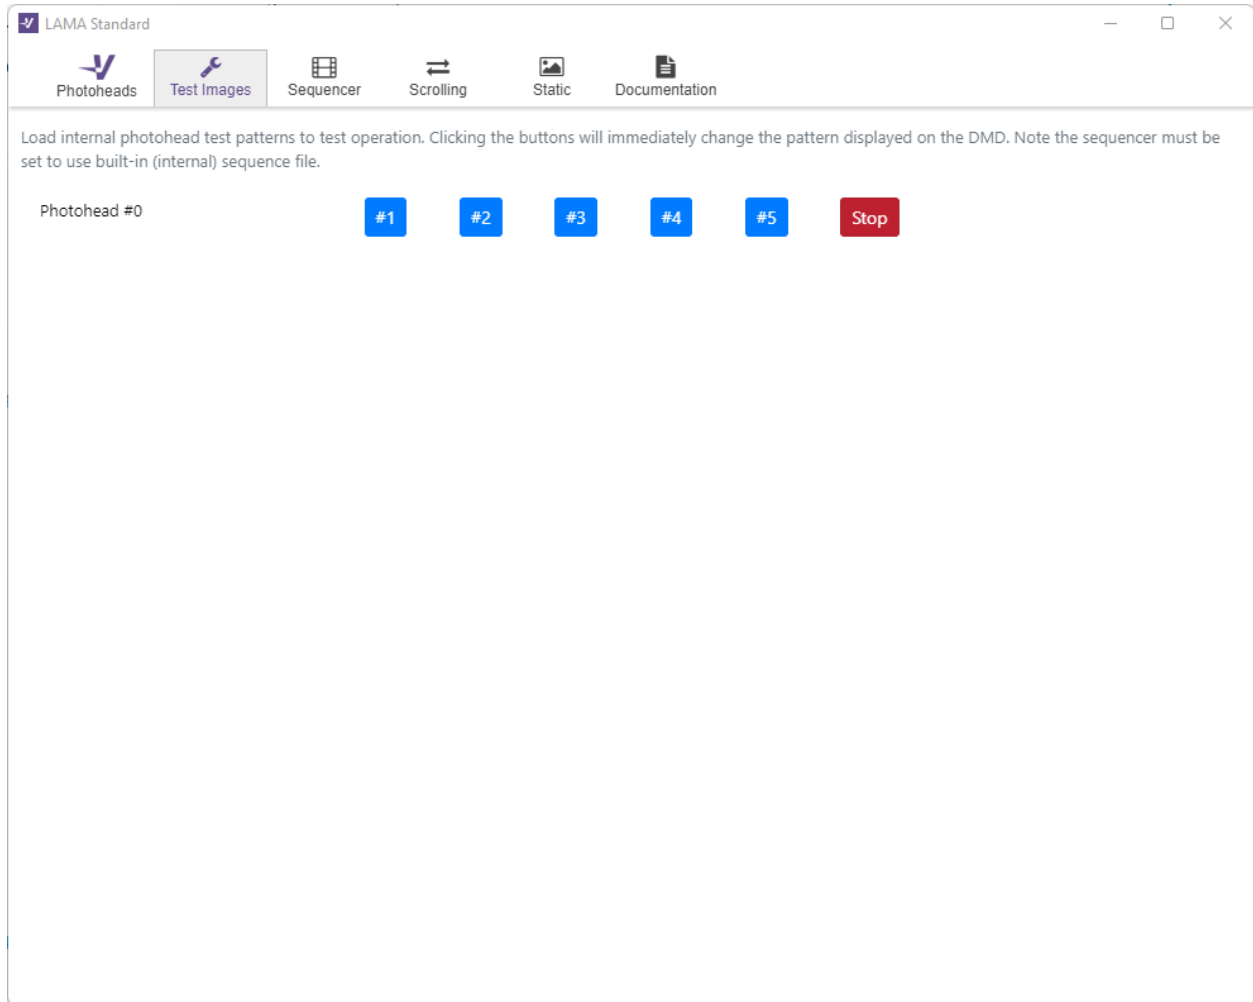 LAMA Standard
Photoheads
Test Images
Sequencer
Scrolling
Static
Documentation
Load internal photohead test patterns to test operation. Clicking the buttons will immediately change the pattern displayed on the DMD. Note the sequencer must be
set to use built-in (internal) sequence file.
Photohead #0
#1
#2
#3
#4
#5
Stop